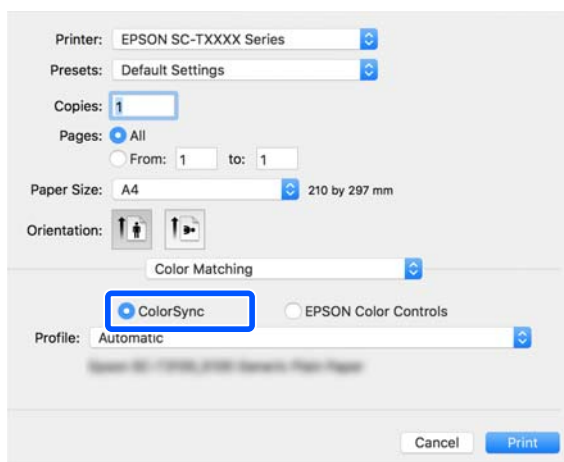 Printer: EPSON SC-TXXXX Series
Presets: Default Settings
Copies: 1
Pages: All
From: 1 to: 1
Paper Size: A4 210 by 297 mm
Orientation:
Color Matching
ColorSync EPSON Color Controls
Profile: Automatic
Cancel Print